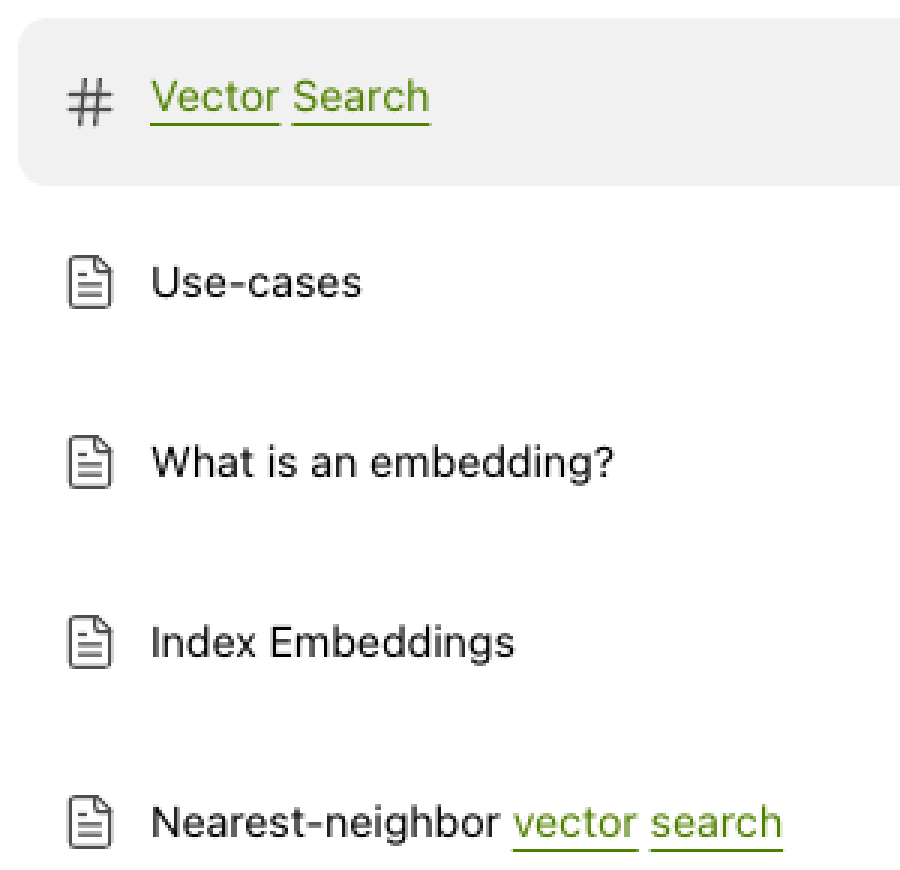 # Vector Search
Use-cases
What is an embedding?
Index Embeddings
Nearest-neighbor vector search